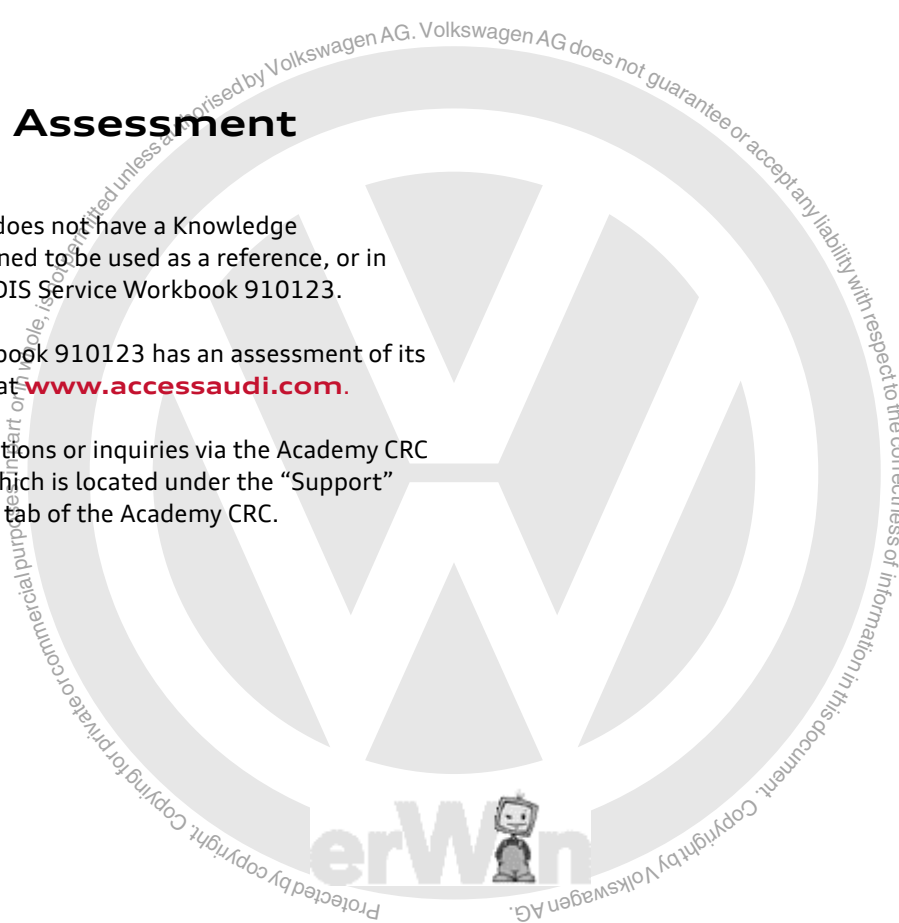 Assessment
does not have a Knowledge
ned to be used as a reference, or in
DIS Service Workbook 910123.
book 910123 has an assessment of its
at www.accessaudi.com.
tions or inquiries via the Academy CRC
hich is located under the “Support”
tab of the Academy CRC.
Protected by copyright. Copying for private or commercial purposes, in part or in whole, is not permitted unless authorised by Volkswagen AG. Volkswagen AG does not guarantee or accept any liability with respect to the correctness of information in this document. Copyright by Volkswagen AG.
erWin